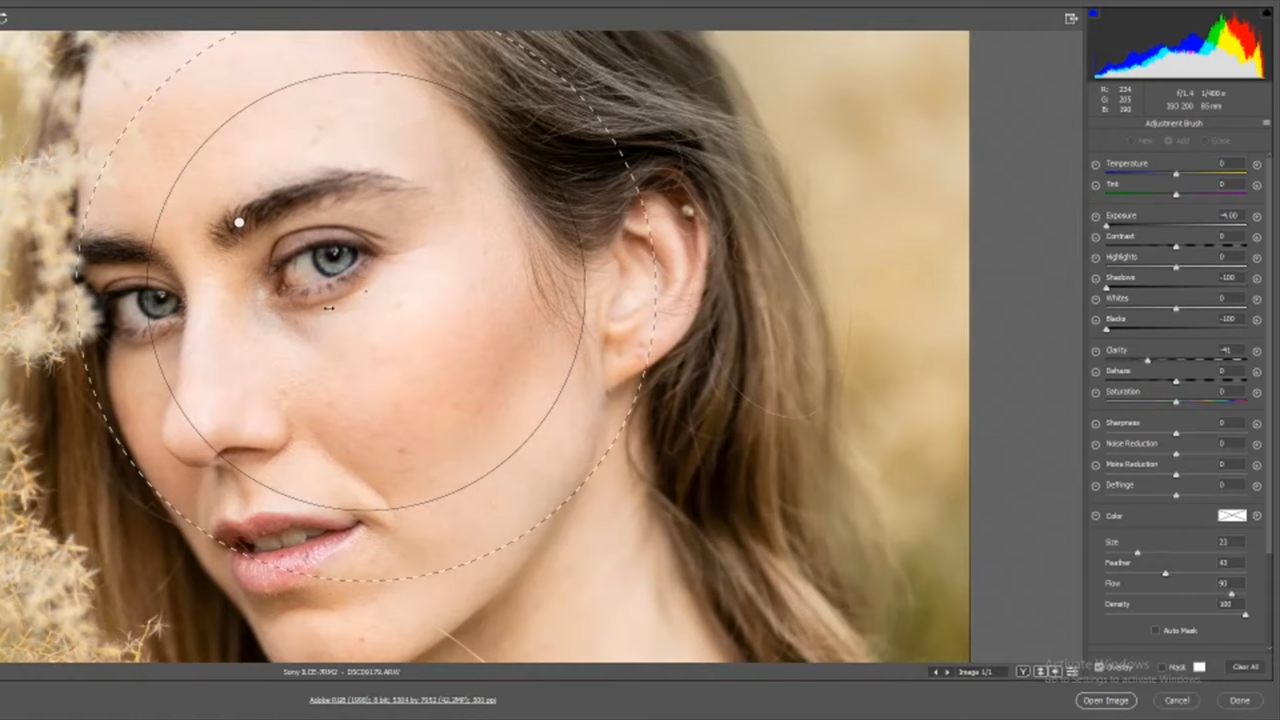 R: 234
G: 205
B: 190
f/1.4 1/400 s
ISO 200 85 mm
Adjustment Brush
New Add Erase
Temperature 0
Tint 0
Exposure -4.00
Contrast 0
Highlights 0
Shadows -100
Whites 0
Blacks -100
Clarity -41
Dehaze 0
Saturation 0
Sharpness 0
Noise Reduction 0
Moire Reduction 0
Defringe 0
Color
Size 23
Feather 43
Flow 90
Density 100
Auto Mask
Sony ILCE-7RM2 - DSC09179.ARW
Image 1/1
Y
Overlay Mask Clear All
Activate Windows
Go to Settings to activate Windows.
Adobe RGB (1998); 8 bit; 5304 by 7952 (42.2MP); 300 ppi
Open Image Cancel Done